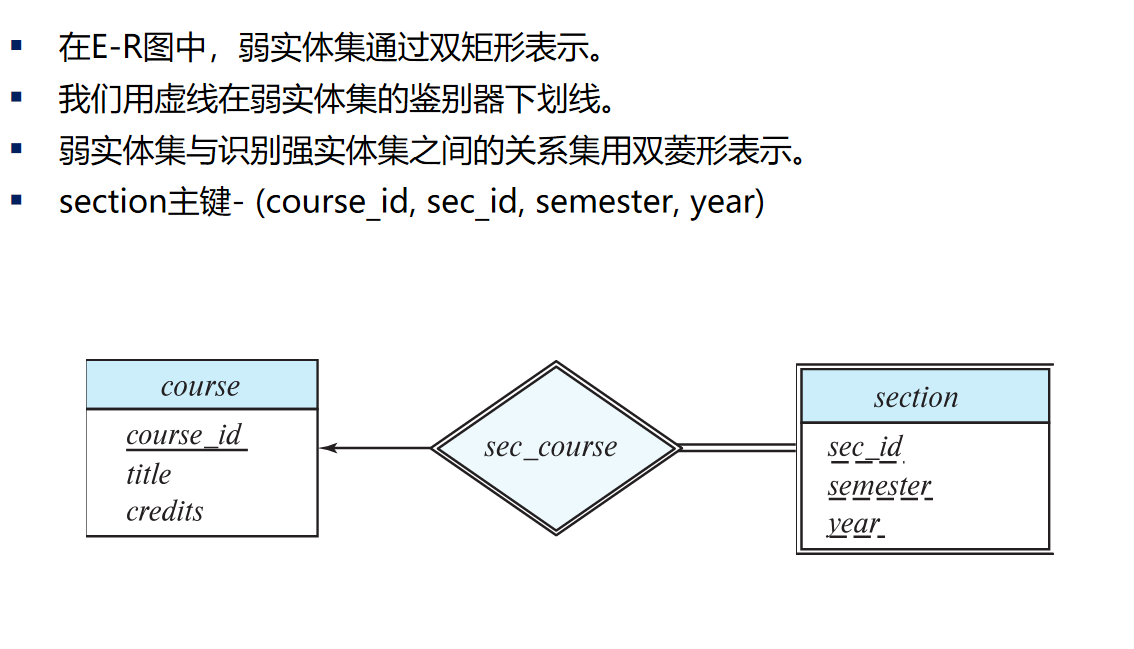 在E-R图中，弱实体集通过双矩形表示。
我们用虚线在弱实体集的鉴别器下划线。
弱实体集与识别强实体集之间的关系集用双菱形表示。
section主键- (course_id, sec_id, semester, year)
course
course_id
title
credits
sec_course
section
sec_id
semester
year